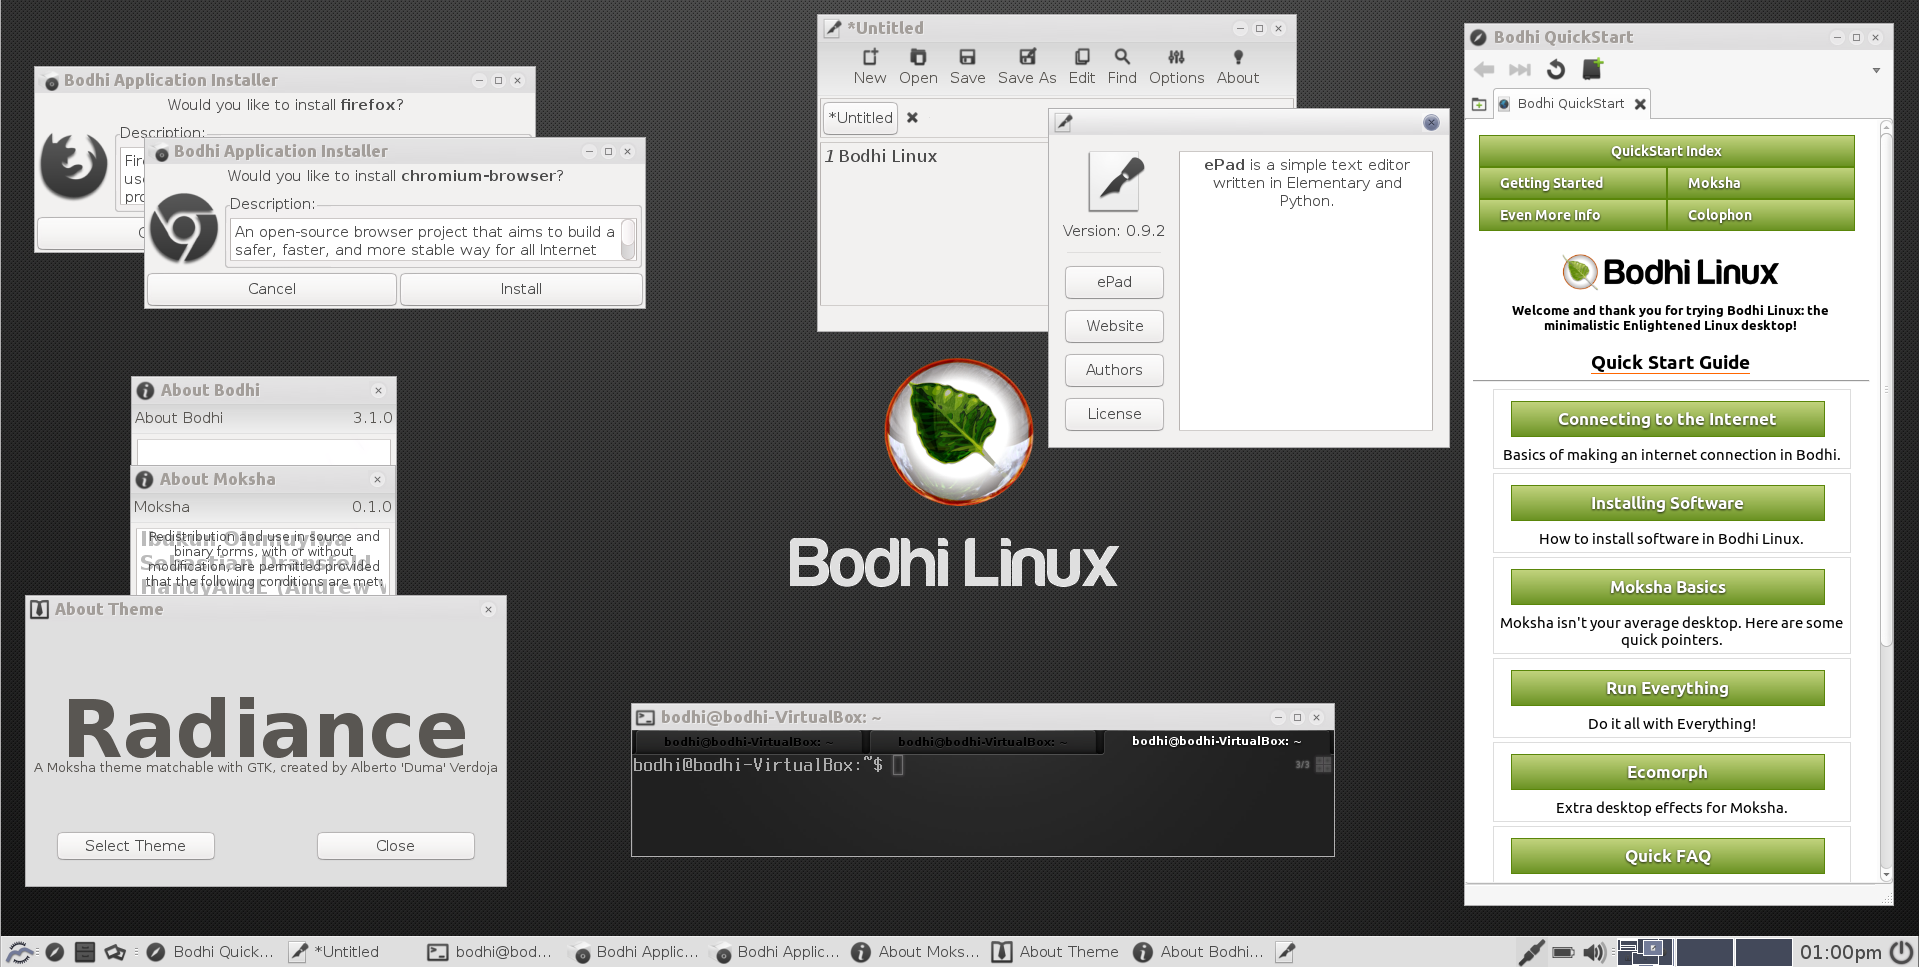 Bodhi Application Installer
Would you like to install firefox?
Description:
Bodhi Application Installer
Would you like to install chromium-browser?
Description:
An open-source browser project that aims to build a
safer, faster, and more stable way for all Internet
Cancel
Install
*Untitled
New
Open
Save
Save As
Edit
Find
Options
About
*Untitled
1 Bodhi Linux
ePad is a simple text editor
written in Elementary and
Python.
Version: 0.9.2
ePad
Website
Authors
License
Bodhi QuickStart
Bodhi QuickStart
QuickStart Index
Getting Started
Moksha
Even More Info
Colophon
Bodhi Linux
Welcome and thank you for trying Bodhi Linux: the
minimalistic Enlightened Linux desktop!
Quick Start Guide
Connecting to the Internet
Basics of making an internet connection in Bodhi.
Installing Software
How to install software in Bodhi Linux.
Moksha Basics
Moksha isn't your average desktop. Here are some
quick pointers.
Run Everything
Do it all with Everything!
Ecomorph
Extra desktop effects for Moksha.
Quick FAQ
About Bodhi
About Bodhi
3.1.0
About Moksha
Moksha
0.1.0
Redistribution and use in source and
binary forms, with or without
modification, are permitted provided
that the following conditions are met:
Sebastian Dransfeld
HandyAndE (Andrew
About Theme
Radiance
A Moksha theme matchable with GTK, created by Alberto 'Duma' Verdoja
Select Theme
Close
Bodhi Linux
bodhi@bodhi-VirtualBox: ~
bodhi@bodhi-VirtualBox: ~
bodhi@bodhi-VirtualBox: ~
bodhi@bodhi-VirtualBox: ~
bodhi@bodhi-VirtualBox:~$
3/3
Bodhi Quick...
*Untitled
bodhi@bod...
Bodhi Applic...
Bodhi Applic...
About Moks...
About Theme
About Bodhi...
01:00pm